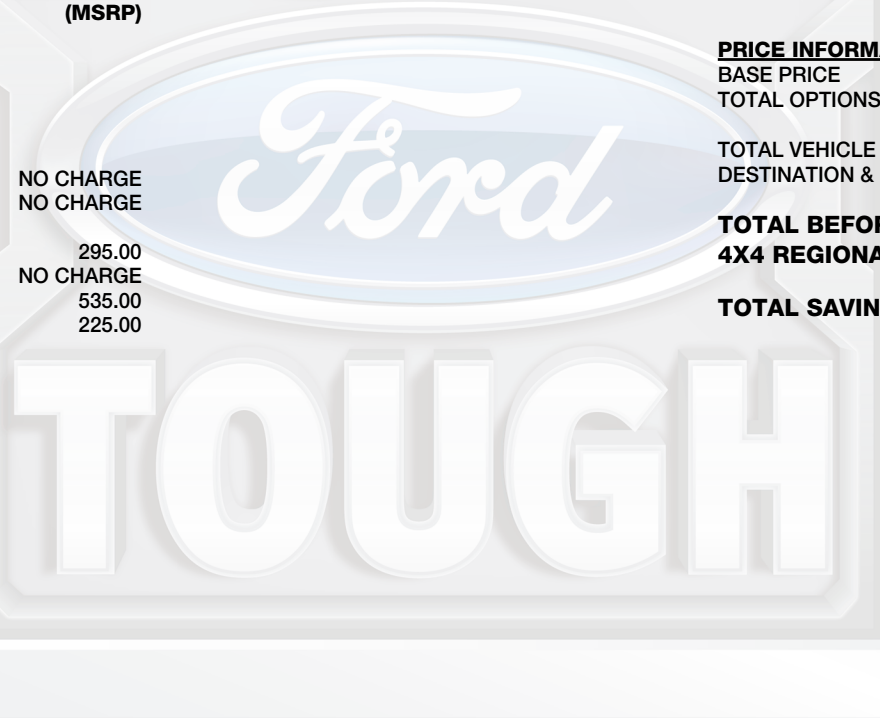 (MSRP)
NO CHARGE
NO CHARGE
295.00
NO CHARGE
535.00
225.00
PRICE INFORM
BASE PRICE
TOTAL OPTIONS
TOTAL VEHICLE
DESTINATION &
TOTAL BEFOR
4X4 REGIONA
TOTAL SAVIN
Ford
TOUGH